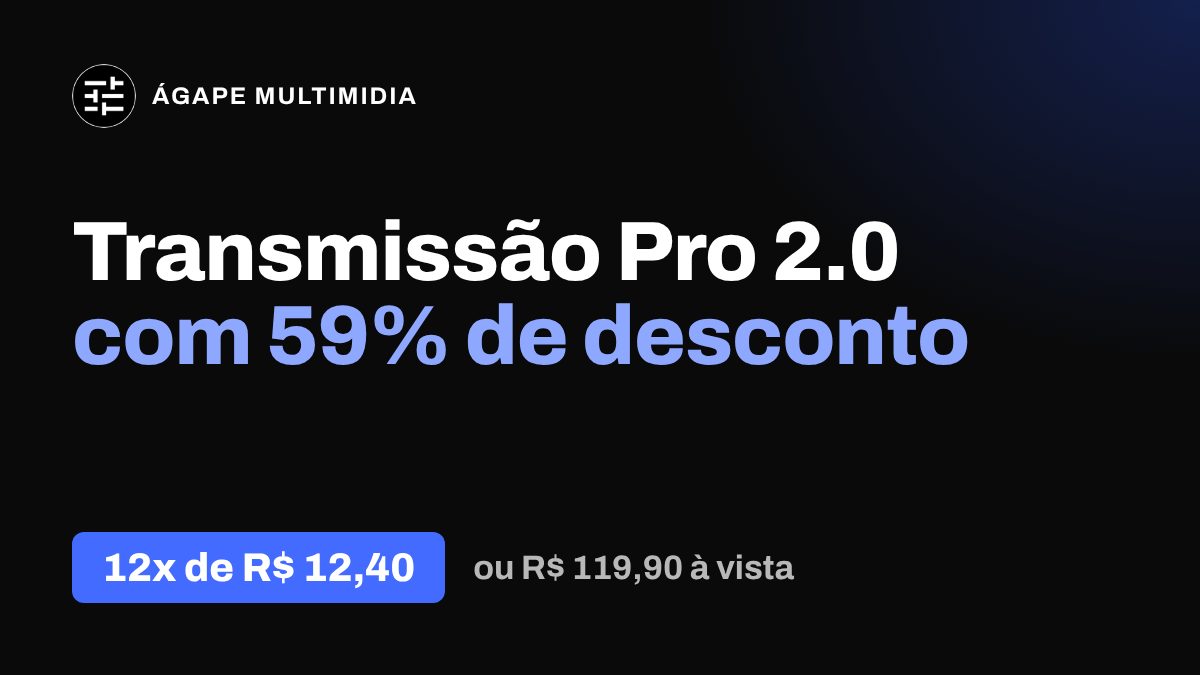 ÁGAPE MULTIMIDIA
Transmissão Pro 2.0
com 59% de desconto
12x de R$ 12,40
ou R$ 119,90 à vista